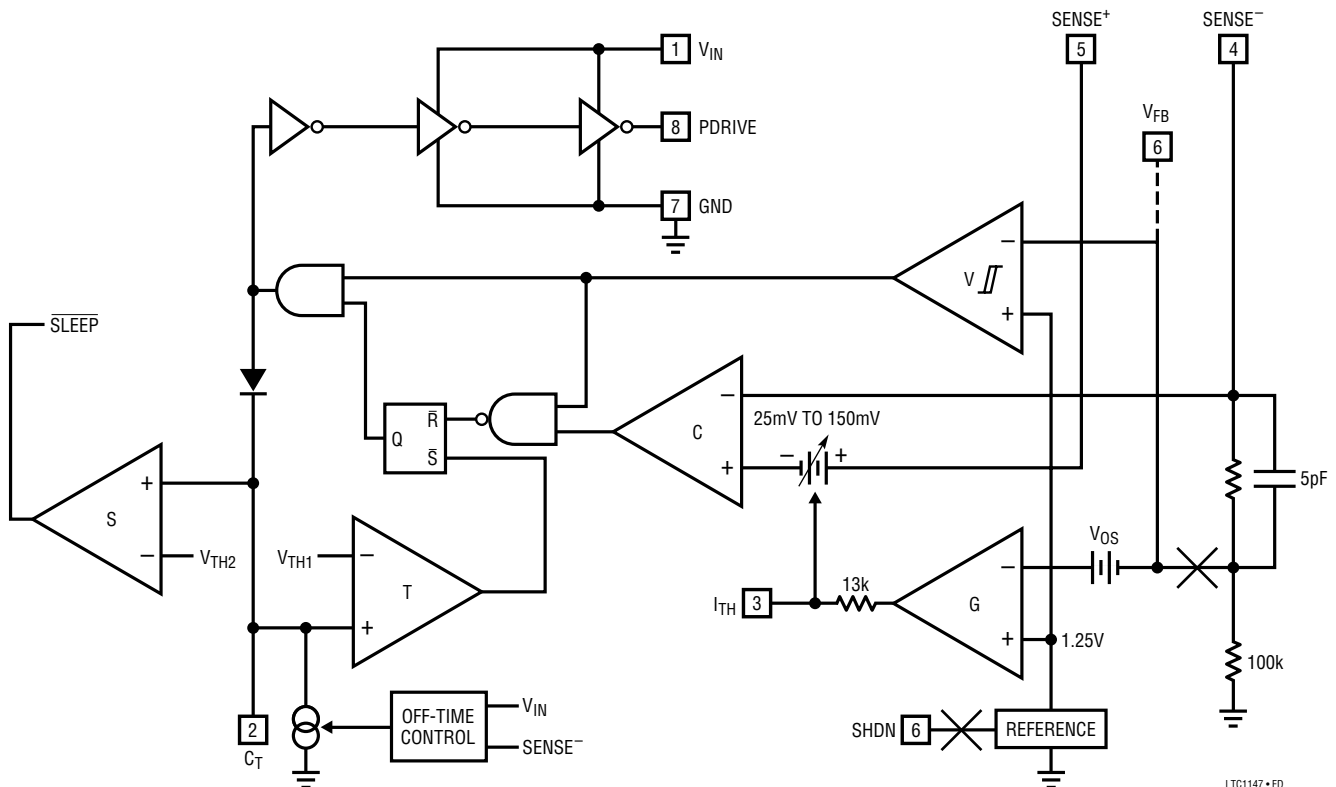 SENSE+
5
SENSE−
4
1
VIN
8
PDRIVE
7
GND
VFB
6
−
V
+
SLEEP
−
C
+
25mV TO 150mV
−
+
R
Q
S
+
S
−
VTH2
VTH1
−
T
+
5pF
VOS
−
G
+
13k
ITH
3
1.25V
100k
2
CT
OFF-TIME
CONTROL
VIN
SENSE−
SHDN
6
REFERENCE
LTC1147 • FD